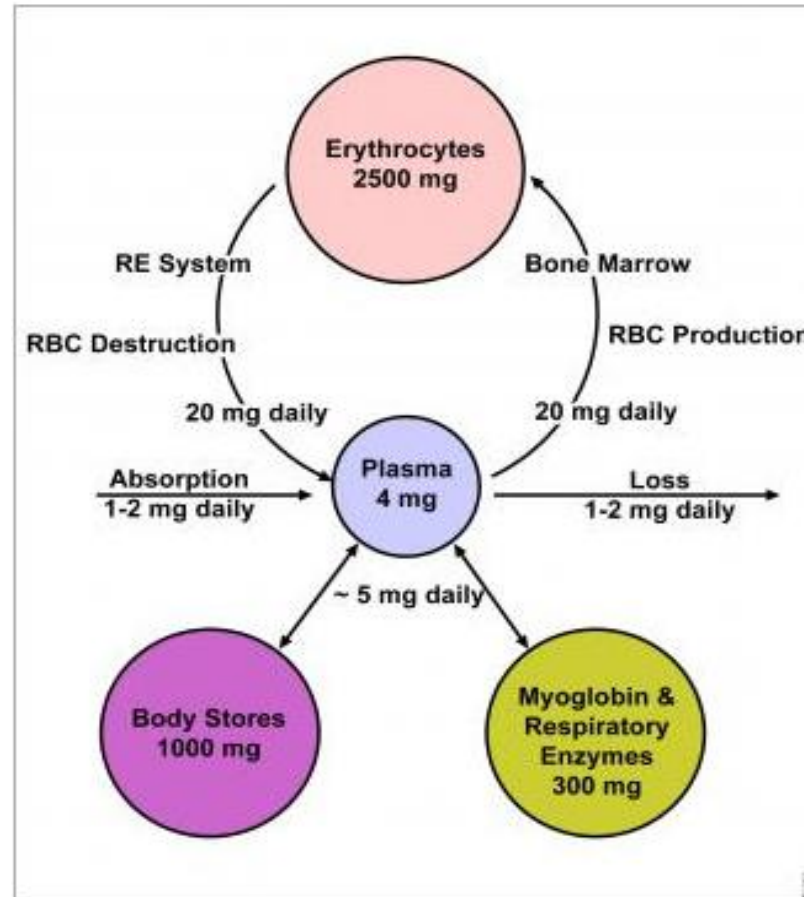 Erythrocytes
2500 mg
RE System
Bone Marrow
RBC Destruction
RBC Production
20 mg daily
20 mg daily
Plasma
4 mg
Absorption
1-2 mg daily
Loss
1-2 mg daily
~ 5 mg daily
Body Stores
1000 mg
Myoglobin &
Respiratory
Enzymes
300 mg